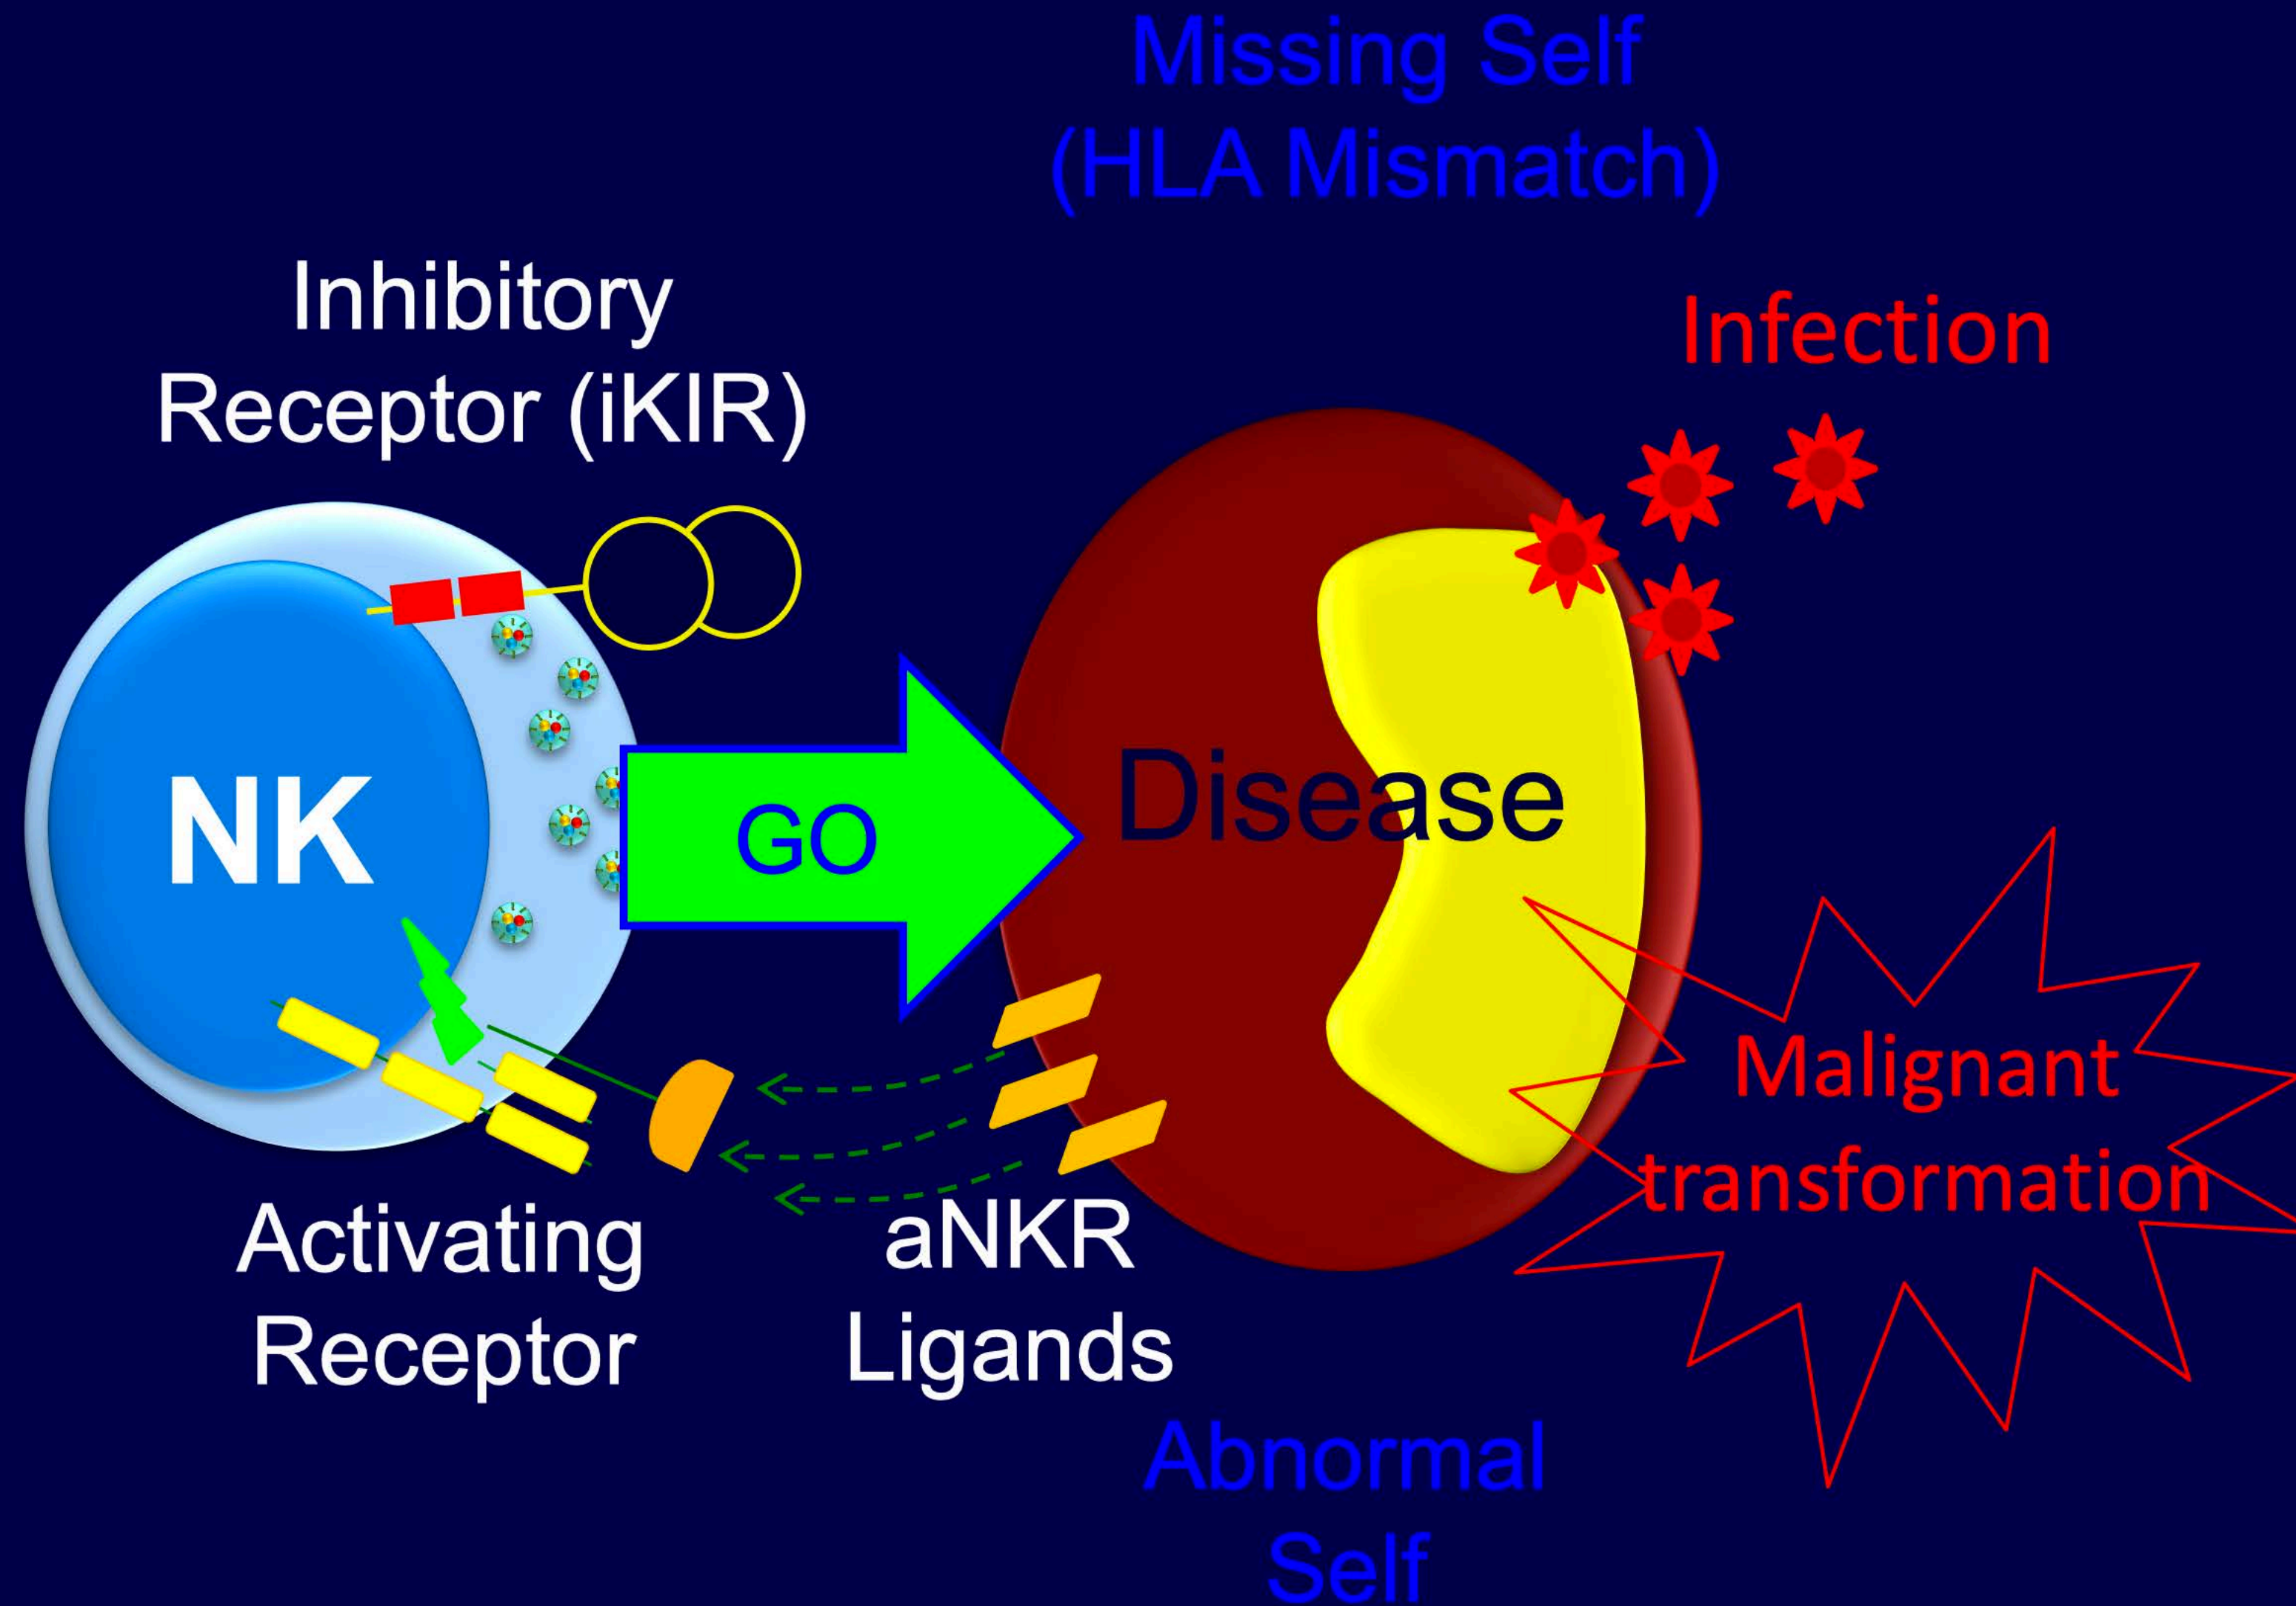 Missing Self
(HLA Mismatch)
Inhibitory
Receptor (iKIR)
Infection
NK
GO
Disease
Malignant
transformation
Activating
Receptor
aNKR
Ligands
Abnormal
Self